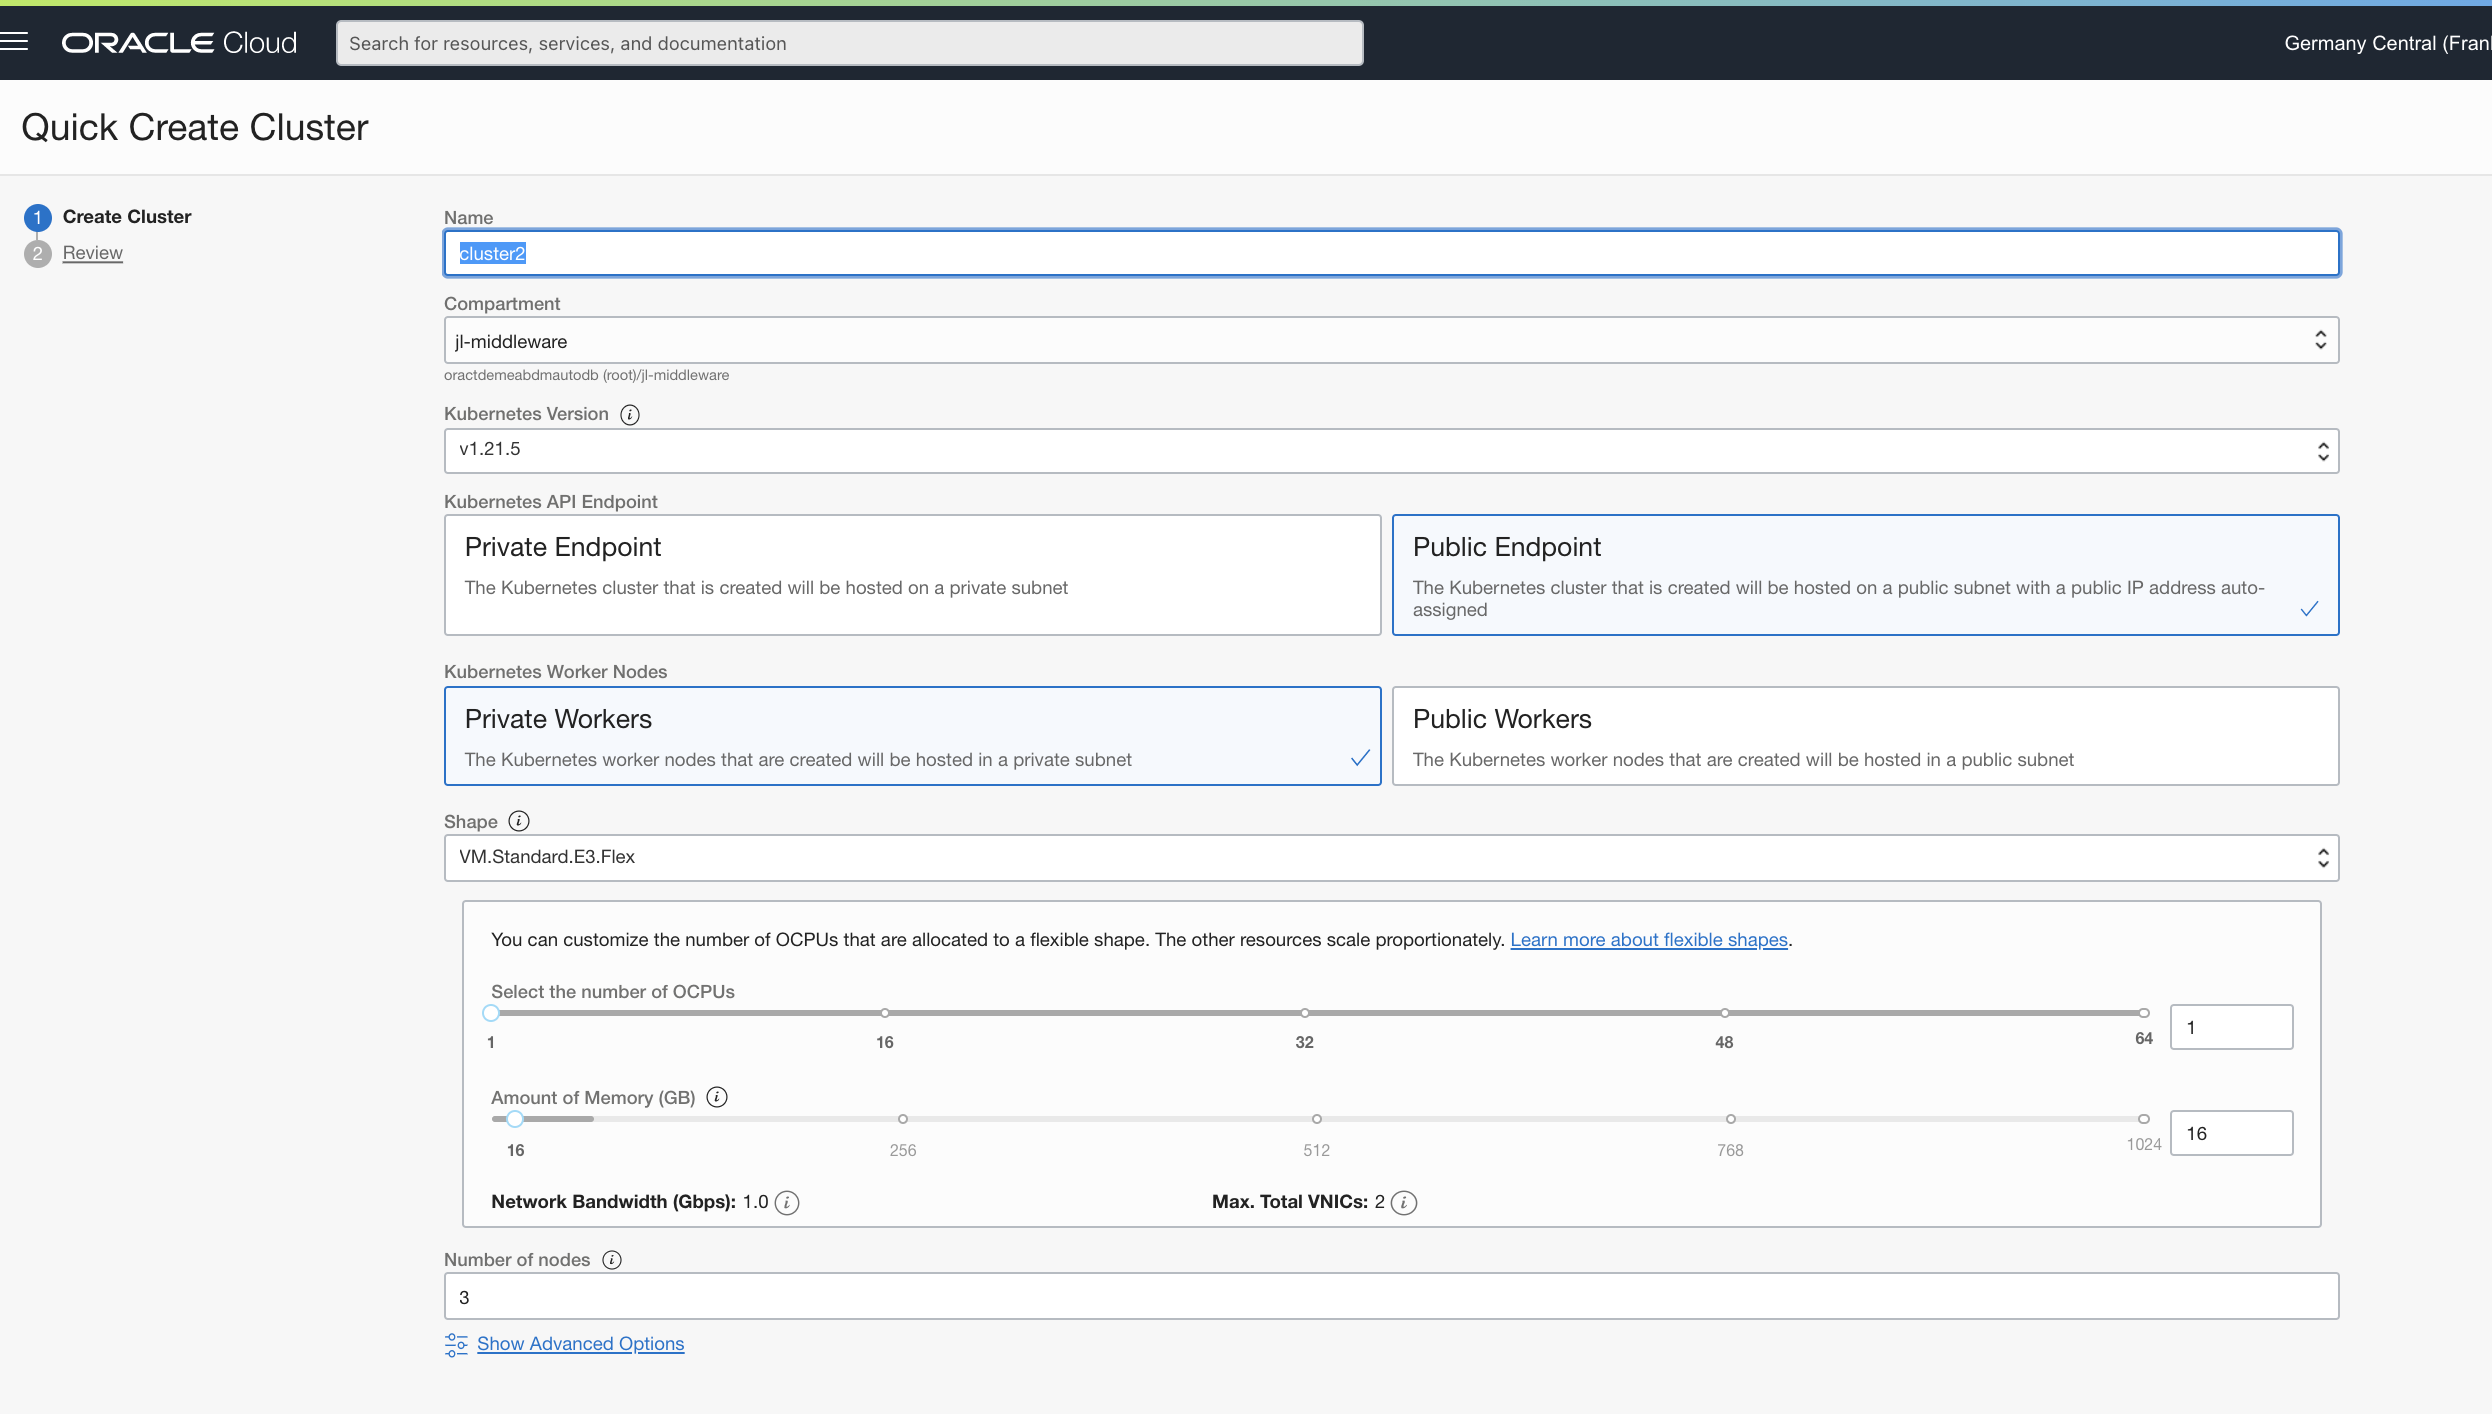 ORACLE Cloud
Search for resources, services, and documentation
Germany Central (Fran
Quick Create Cluster
1 Create Cluster
2 Review
Name
cluster2
Compartment
jl-middleware
oractdemeabdmautodb (root)/jl-middleware
Kubernetes Version
v1.21.5
Kubernetes API Endpoint
Private Endpoint
The Kubernetes cluster that is created will be hosted on a private subnet
Public Endpoint
The Kubernetes cluster that is created will be hosted on a public subnet with a public IP address auto-
assigned
Kubernetes Worker Nodes
Private Workers
The Kubernetes worker nodes that are created will be hosted in a private subnet
Public Workers
The Kubernetes worker nodes that are created will be hosted in a public subnet
Shape
VM.Standard.E3.Flex
You can customize the number of OCPUs that are allocated to a flexible shape. The other resources scale proportionately. Learn more about flexible shapes.
Select the number of OCPUs
1 16 32 48 64
1
Amount of Memory (GB)
16 256 512 768 1024
16
Network Bandwidth (Gbps): 1.0
Max. Total VNICs: 2
Number of nodes
3
Show Advanced Options